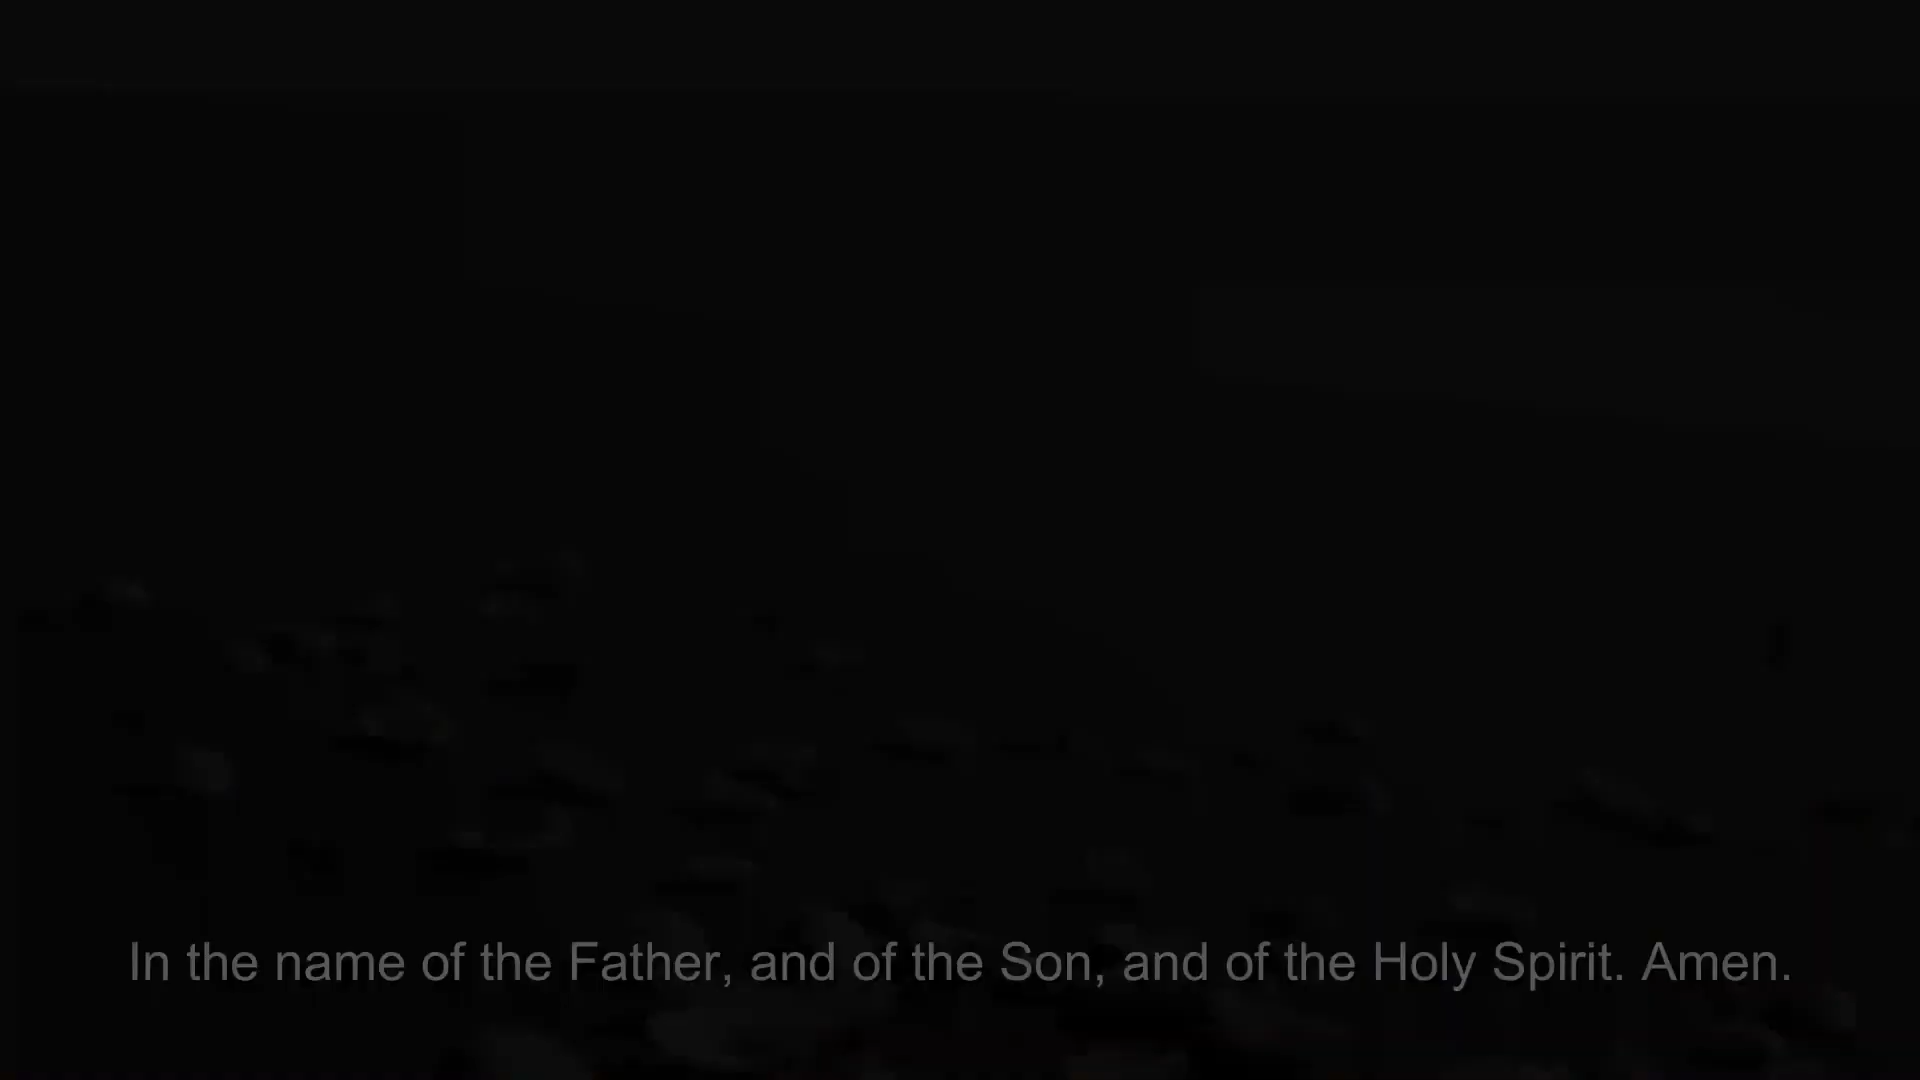 In the name of the Father, and of the Son, and of the Holy Spirit. Amen.